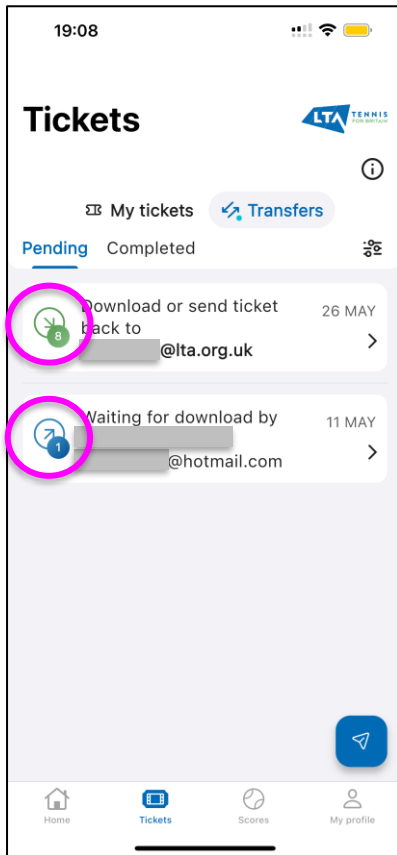 19:08
Tickets
LTA TENNIS
FOR BRITAIN
My tickets Transfers
Pending Completed
Download or send ticket 26 MAY
back to
@lta.org.uk
8
Waiting for download by 11 MAY
@hotmail.com
1
Home Tickets Scores My profile